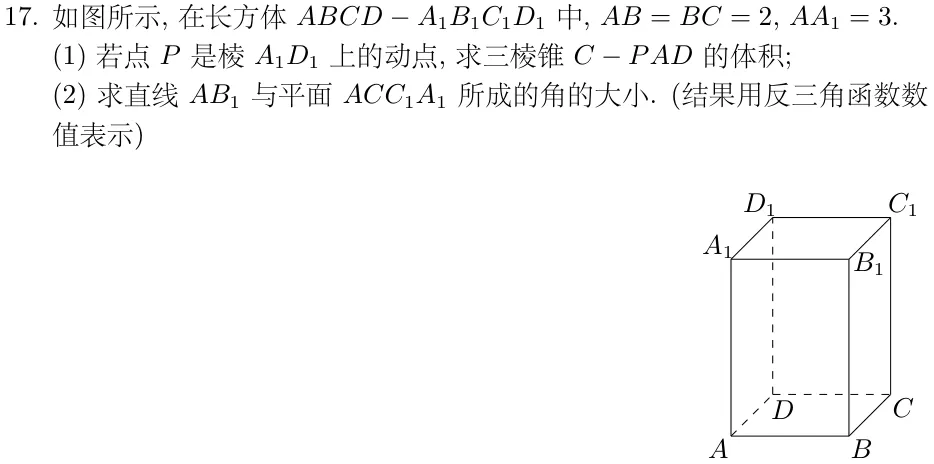 17. 如图所示, 在长方体 ABCD − A₁B₁C₁D₁ 中, AB = BC = 2, AA₁ = 3.
(1) 若点 P 是棱 A₁D₁ 上的动点, 求三棱锥 C − PAD 的体积;
(2) 求直线 AB₁ 与平面 ACC₁A₁ 所成的角的大小. (结果用反三角函数数
值表示)
D₁ C₁
A₁ B₁
D C
A B